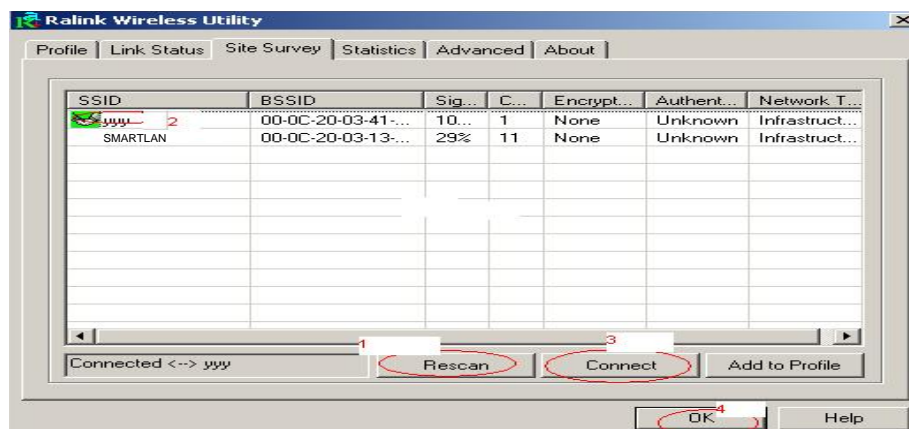 Ralink Wireless Utility
Profile Link Status Site Survey Statistics Advanced About
SSID BSSID Sig... C... Encrypt... Authent... Network T...
yyy 2 00-0C-20-03-41-... 10... 1 None Unknown Infrastruct...
SMARTLAN 00-0C-20-03-13-... 29% 11 None Unknown Infrastruct...
1 3
Connected <--> yyy Rescan Connect Add to Profile
4
OK Help